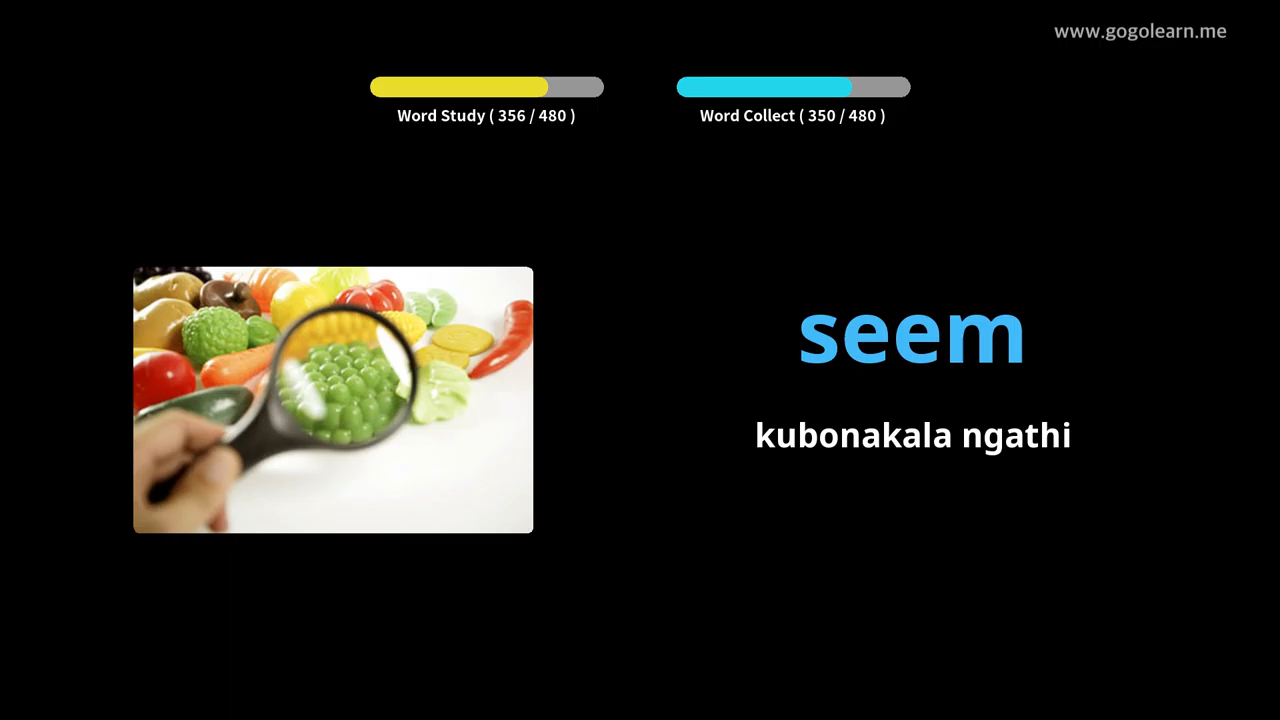 www.gogolearn.me
Word Study ( 356 / 480 )
Word Collect ( 350 / 480 )
seem
kubonakala ngathi